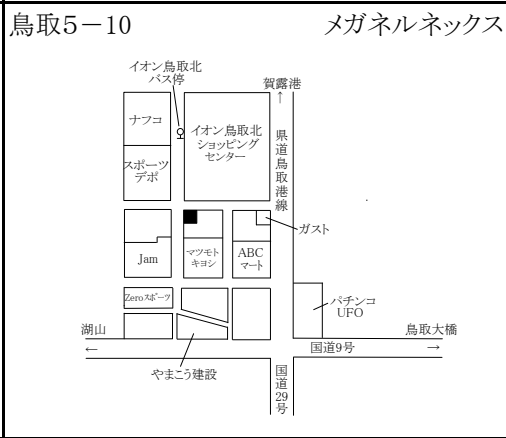 鳥取5－10
メガネルネックス
イオン鳥取北
バス停
賀露港
↑
ナフコ
イオン鳥取北
ショッピング
センター
県道鳥取港線
スポーツ
デポ
ガスト
Jam
マツモト
キヨシ
ABC
マート
Zeroスポーツ
パチンコ
UFO
湖山
←
鳥取大橋
→
国道9号
やまこう建設
国道29号